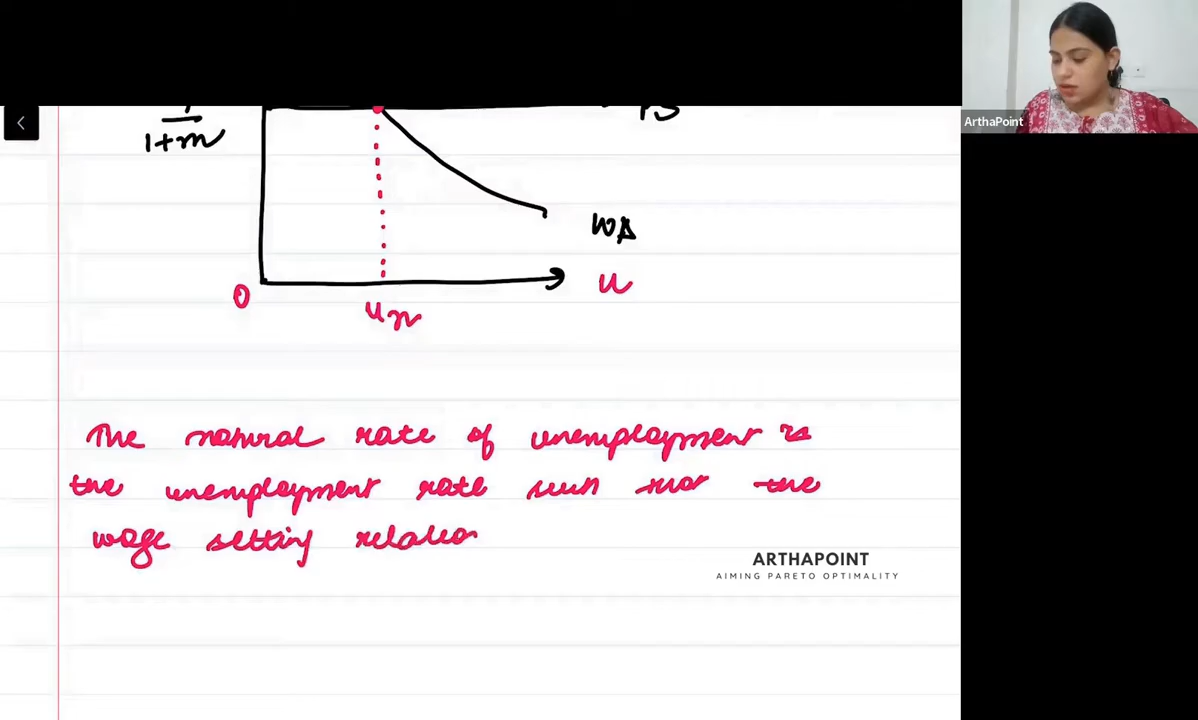 1+m
PS
WS
0
u
un
The natural rate of unemployment is
the unemployment rate such that the
wage setting relation
ArthaPoint
ARTHAPOINT
AIMING PARETO OPTIMALITY